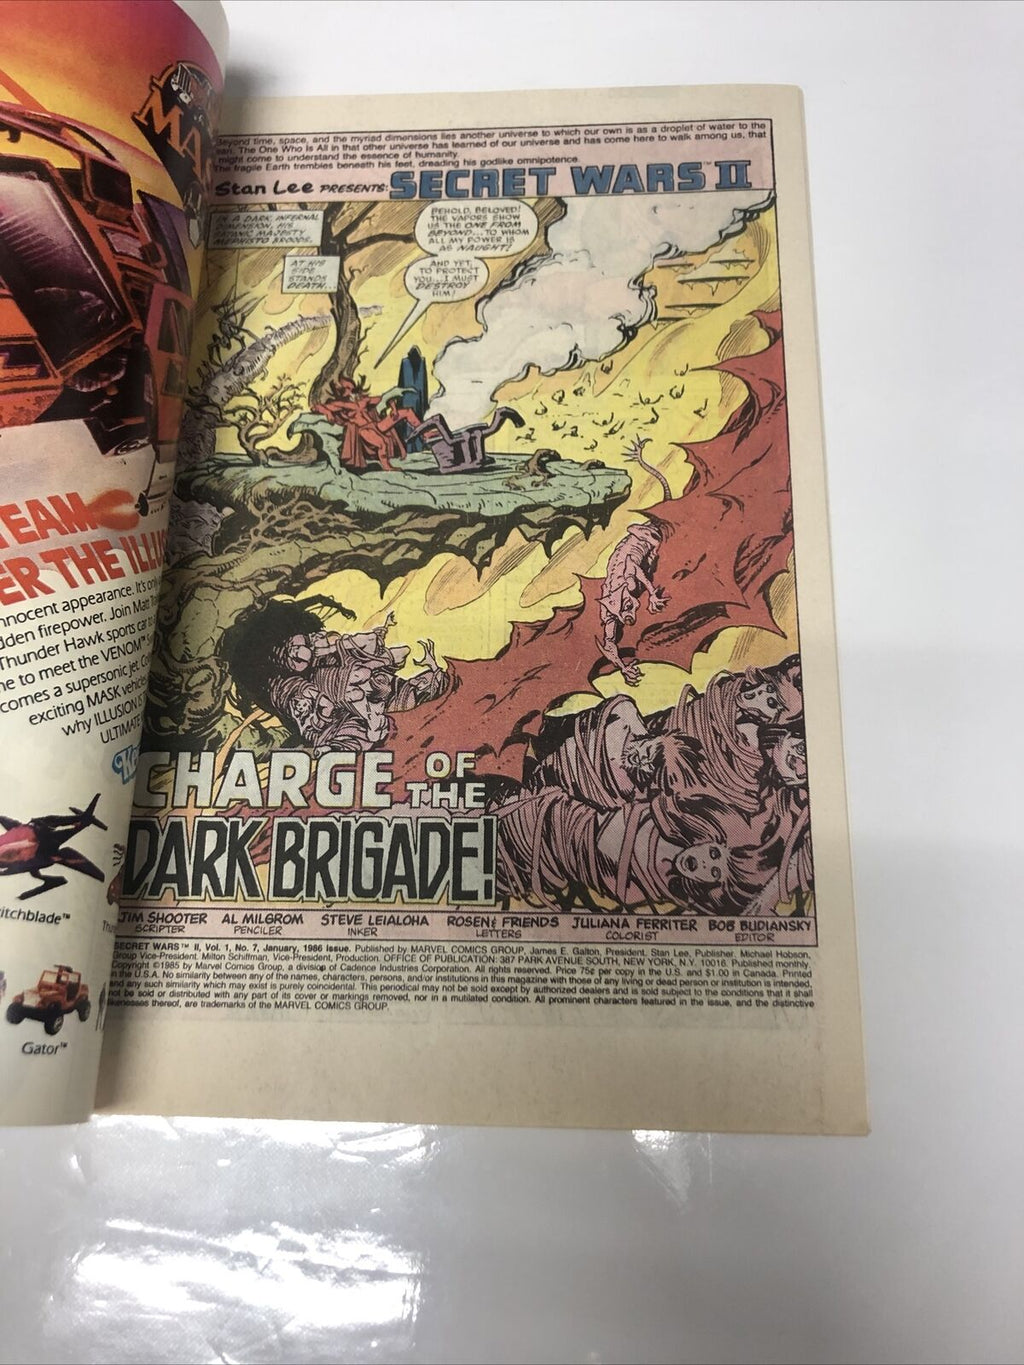 MAS
TEAM
ER THE ILLU
nnocent appearance. It's only
dden firepower. Join Matt
Thunder Hawk sports car
to meet the VENOM™
comes a supersonic jet.
exciting MASK
why ILLUSION IS
ULTIMATE
itchblade™
Gator™
Beyond time, space, and the myriad dimensions lies another universe to which our own is as a droplet of water to the
The One Who Is All in that other universe has learned of our universe and has come here to walk among us, that
might come to understand the essence of humanity.
The fragile Earth trembles beneath his feet, dreading his godlike omnipotence.
Stan Lee PRESENTS: SECRET WARS™ II
IN A DARK, INFERNAL
DIMENSION, HIS
SATANIC MAJESTY
MEPHISTO BROODS.
AT HIS
SIDE
STANDS
DEATH...
BEHOLD, BELOVED!
THE VAPORS SHOW
US THE ONE FROM
BEYOND... TO WHOM
ALL MY POWER IS
AS NAUGHT!
AND YET,
TO PROTECT
YOU... I MUST
DESTROY
HIM!
CHARGE OF
THE
DARK BRIGADE!
JIM SHOOTER AL MILGROM STEVE LEIALOHA ROSEN & FRIENDS JULIANA FERRITER BOB BUDIANSKY
SCRIPTER PENCILER INKER LETTERS COLORIST EDITOR
SECRET WARS™ II, Vol. 1, No. 7, January, 1986 issue. Published by MARVEL COMICS GROUP, James E. Galton, President. Stan Lee, Publisher. Michael Hobson,
Group Vice-President. Milton Schiffman, Vice-President, Production. OFFICE OF PUBLICATION: 387 PARK AVENUE SOUTH, NEW YORK, N.Y. 10016. Published monthly.
Copyright ©1985 by Marvel Comics Group, a division of Cadence Industries Corporation. All rights reserved. Price 75¢ per copy in the U.S. and $1.00 in Canada. Printed
in the U.S.A. No similarity between any of the names, characters, persons, and/or institutions in this magazine with those of any living or dead person or institution is intended,
and any such similarity which may exist is purely coincidental. This periodical may not be sold except by authorized dealers and is sold subject to the conditions that it shall
not be sold or distributed with any part of its cover or markings removed, nor in a mutilated condition. All prominent characters featured in the issue, and the distinctive
thereof, are trademarks of the MARVEL COMICS GROUP.